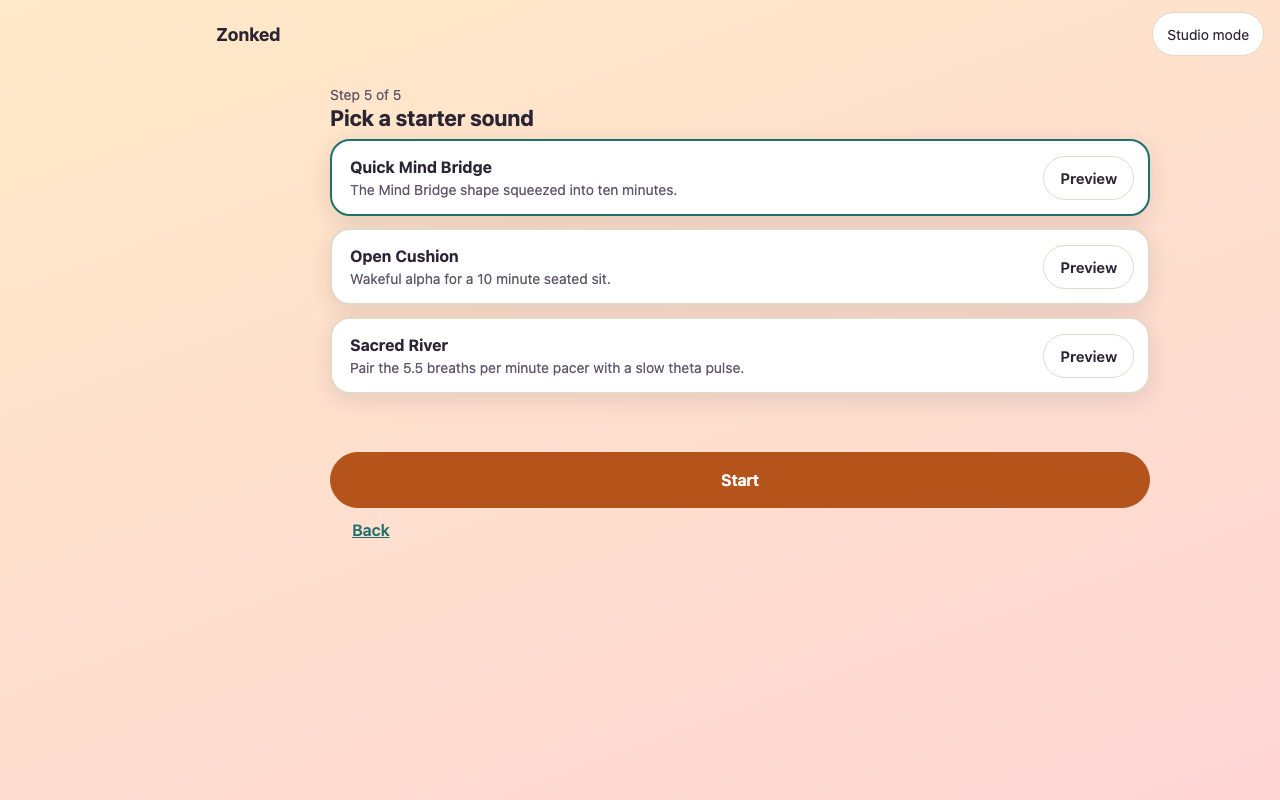 Zonked
Studio mode
Step 5 of 5
Pick a starter sound
Quick Mind Bridge
The Mind Bridge shape squeezed into ten minutes.
Preview
Open Cushion
Wakeful alpha for a 10 minute seated sit.
Preview
Sacred River
Pair the 5.5 breaths per minute pacer with a slow theta pulse.
Preview
Start
Back